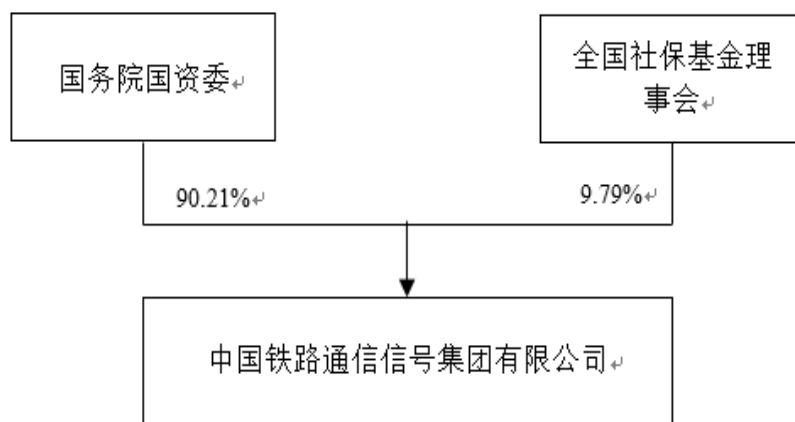 国务院国资委
全国社保基金理
事会
90.21%
9.79%
中国铁路通信信号集团有限公司